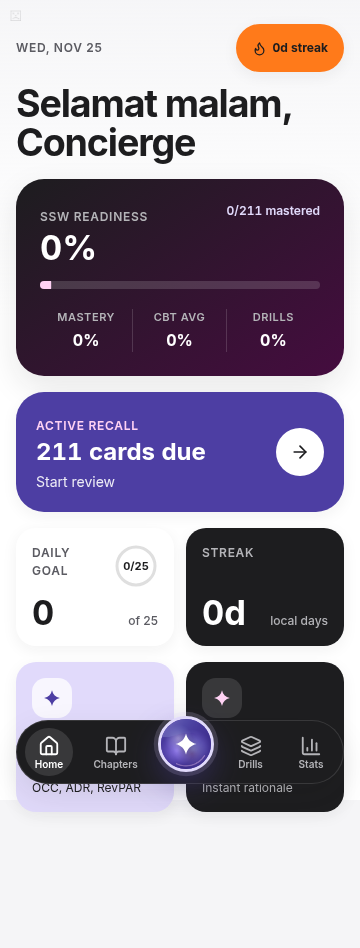 WED, NOV 25
0d streak
Selamat malam,
Concierge
SSW READINESS
0/211 mastered
0%
MASTERY
CBT AVG
DRILLS
0%
0%
0%
ACTIVE RECALL
211 cards due
Start review
DAILY
GOAL
0/25
0
of 25
STREAK
0d
local days
OCC, ADR, RevPAR
Instant rationale
Home
Chapters
Drills
Stats